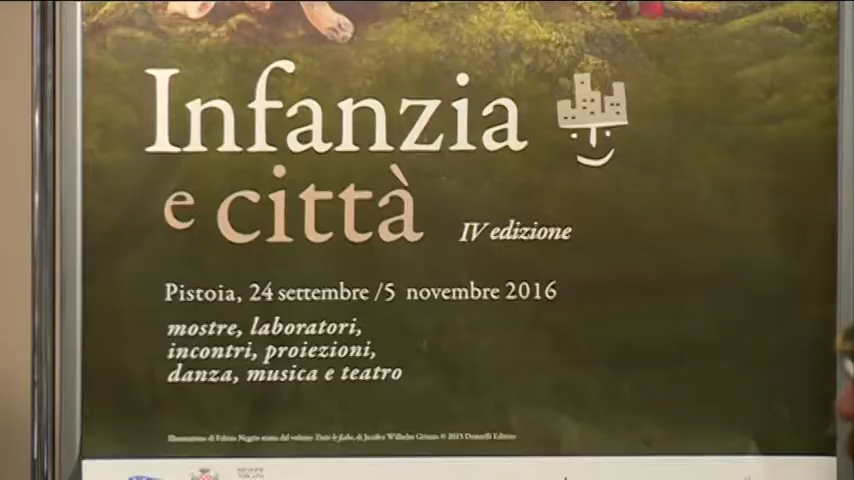 Infanzia
e città
IV edizione
Pistoia, 24 settembre /5 novembre 2016
mostre, laboratori,
incontri, proiezioni,
danza, musica e teatro
Illustrazione di Fabian Negrin tratta dal volume Tutte le fiabe, di Jacob e Wilhelm Grimm © 2015 Donzelli Editore